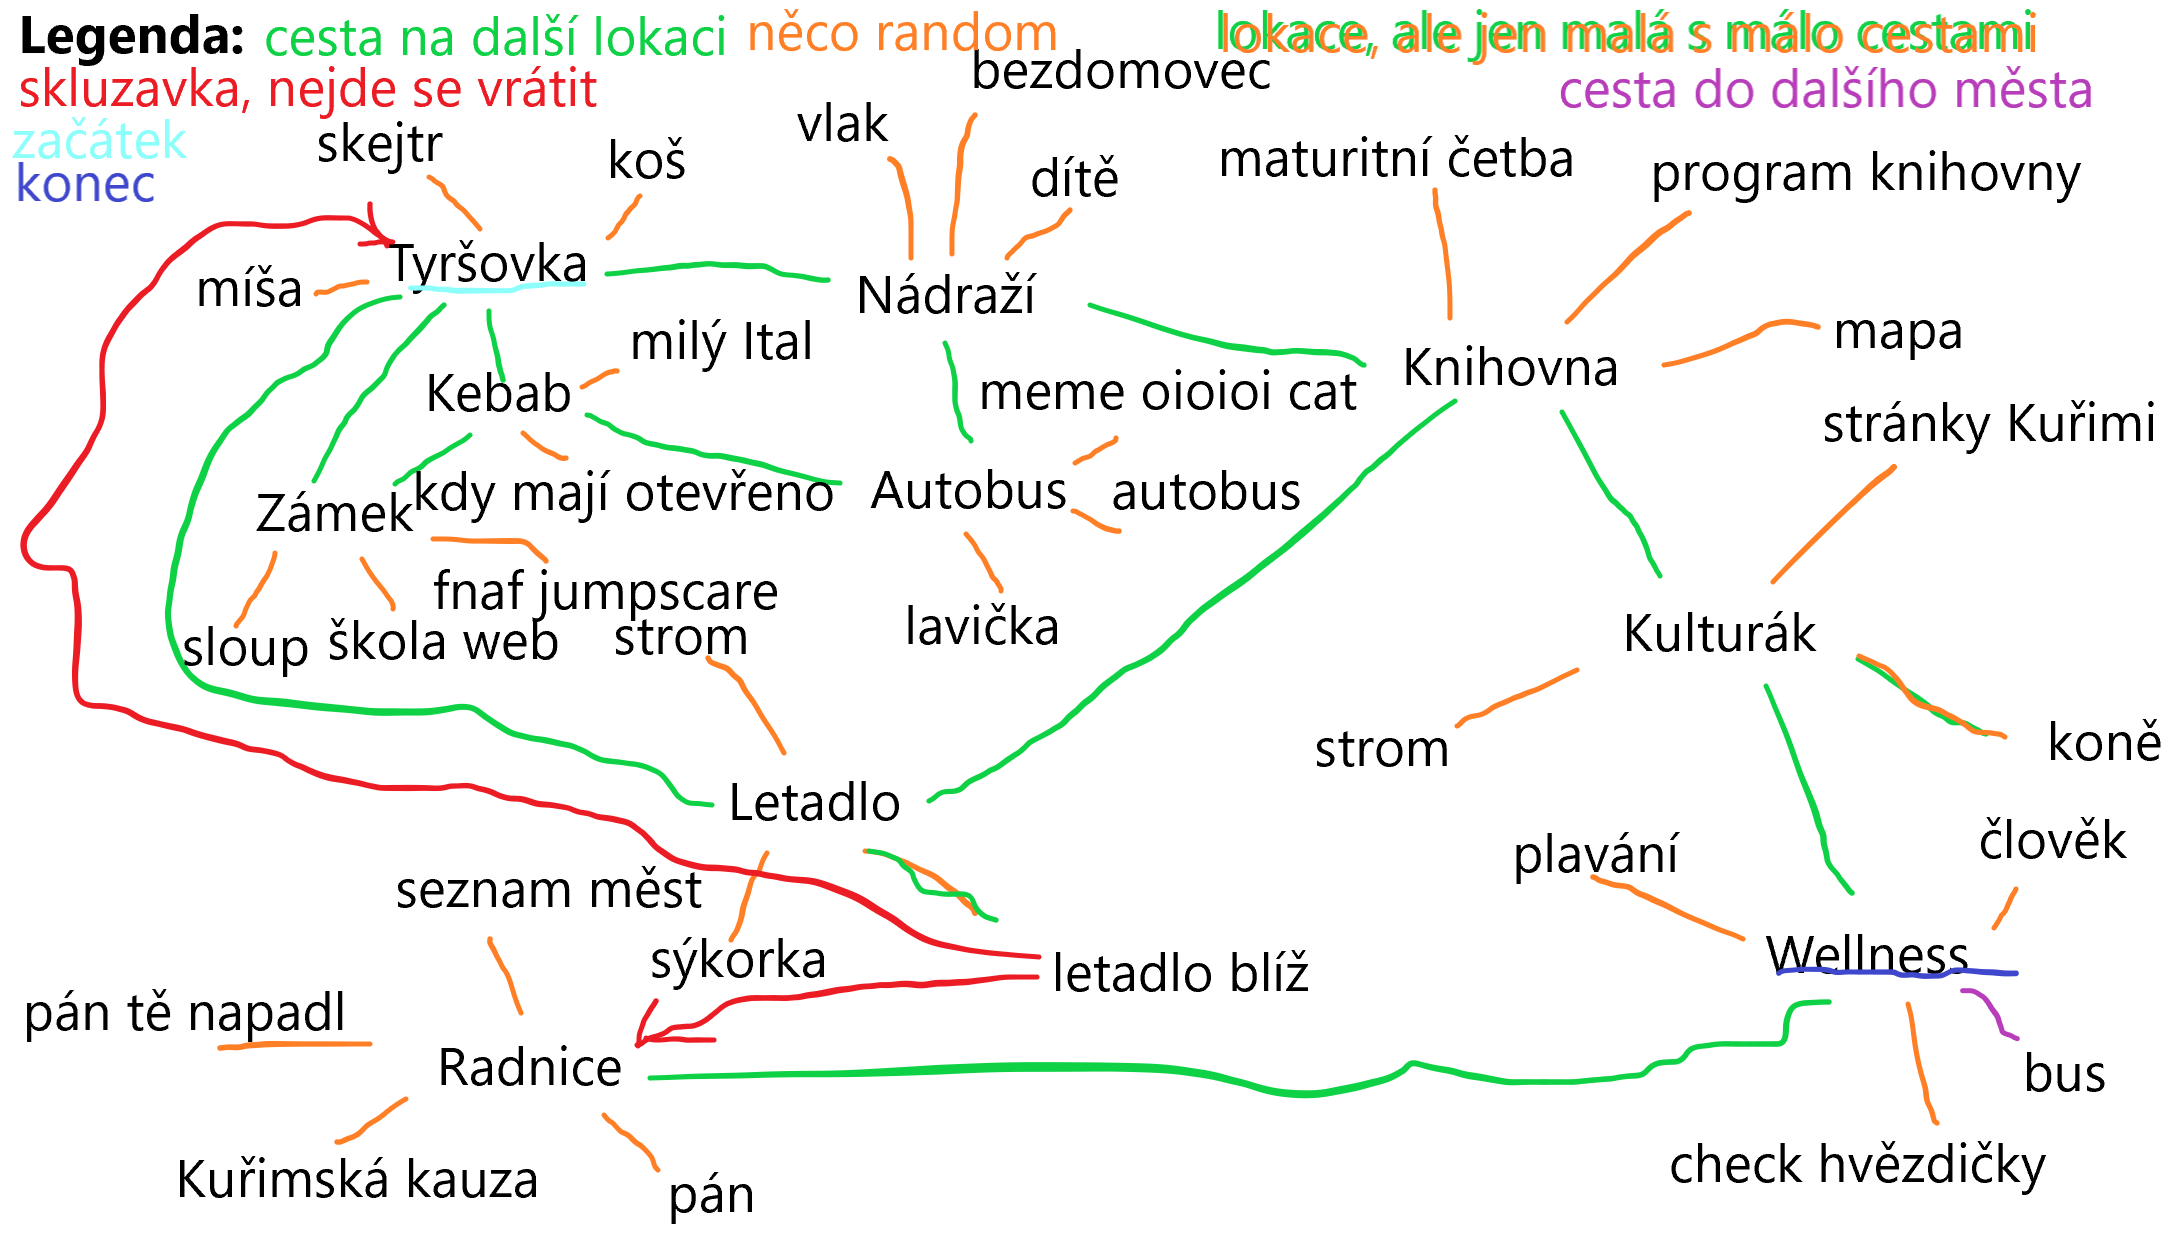 Legenda: cesta na další lokaci něco random lokace, ale jen malá s málo cestami
skluzavka, nejde se vrátit
cesta do dalšího města
začátek
konec
skejtr
koš
vlak
bezdomovec
dítě
maturitní četba
program knihovny
míša
Tyršovka
Nádraží
milý Ital
mapa
Knihovna
Kebab
meme oioioi cat
stránky Kuřimi
Zámek
kdy mají otevřeno
Autobus
autobus
fnaf jumpscare
sloup
škola web
strom
lavička
Kulturák
strom
koně
Letadlo
seznam měst
plavání
člověk
sýkorka
letadlo blíž
Wellness
pán tě napadl
Radnice
bus
Kuřimská kauza
pán
check hvězdičky